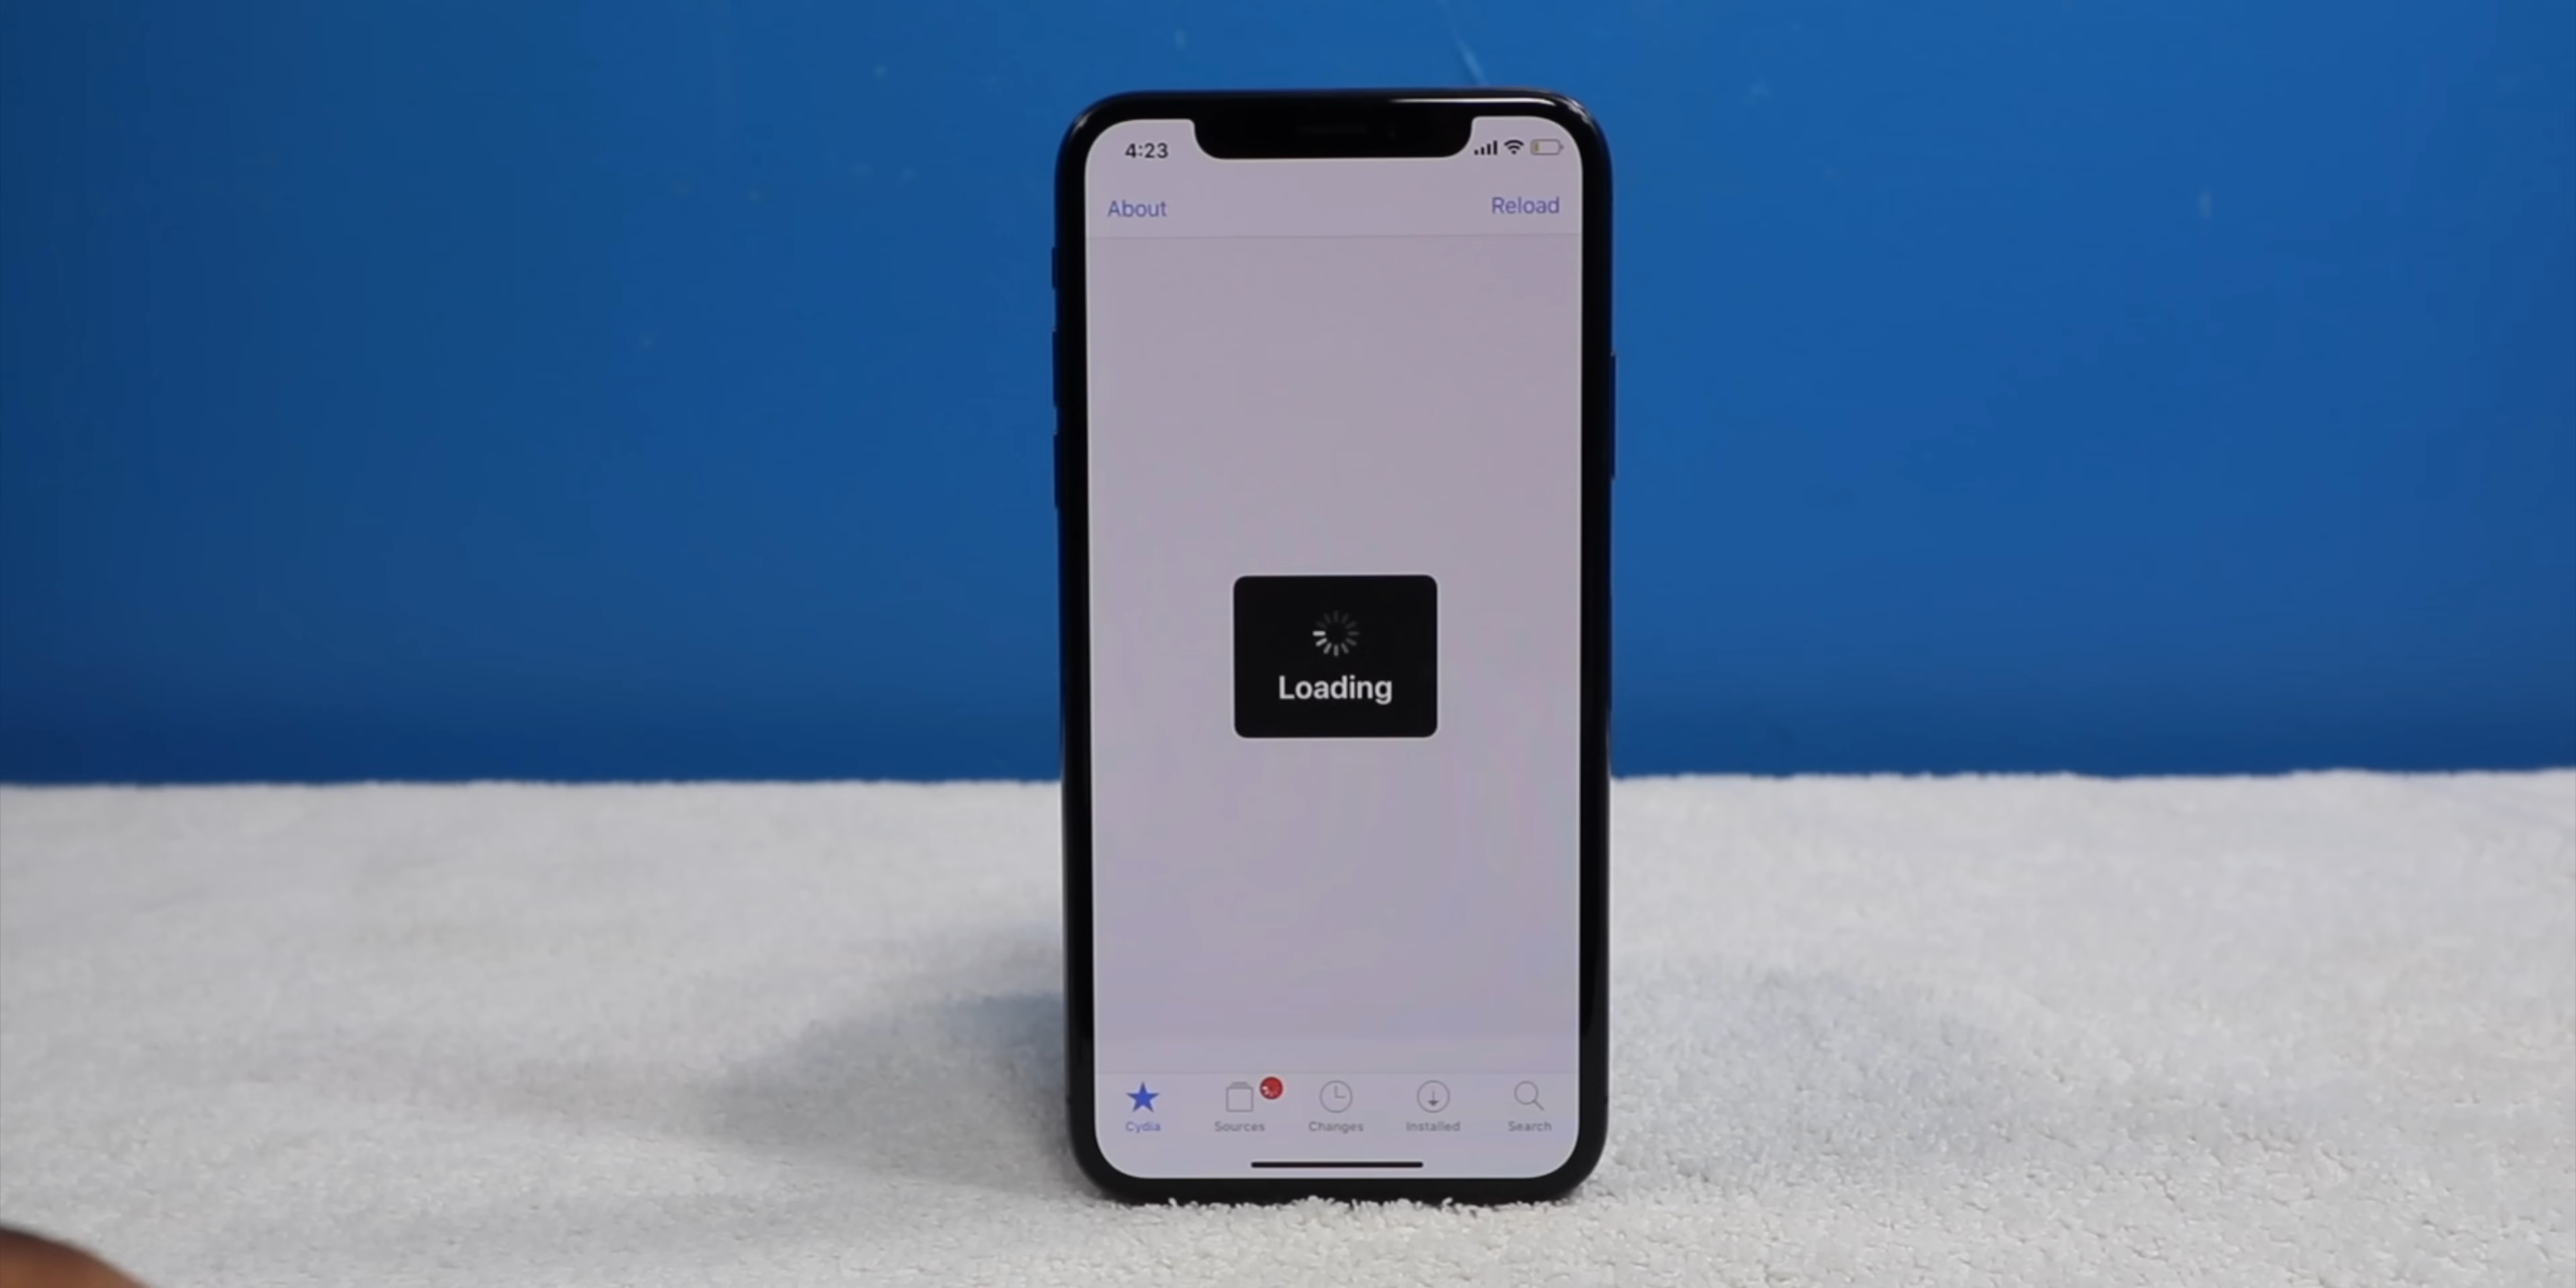 4:23
About
Reload
Loading
Cydia
Sources
Changes
Installed
Search